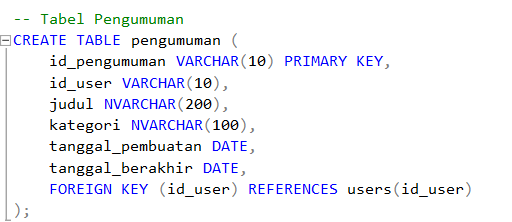 -- Tabel Pengumuman
CREATE TABLE pengumuman (
    id_pengumuman VARCHAR(10) PRIMARY KEY,
    id_user VARCHAR(10),
    judul NVARCHAR(200),
    kategori NVARCHAR(100),
    tanggal_pembuatan DATE,
    tanggal_berakhir DATE,
    FOREIGN KEY (id_user) REFERENCES users(id_user)
);